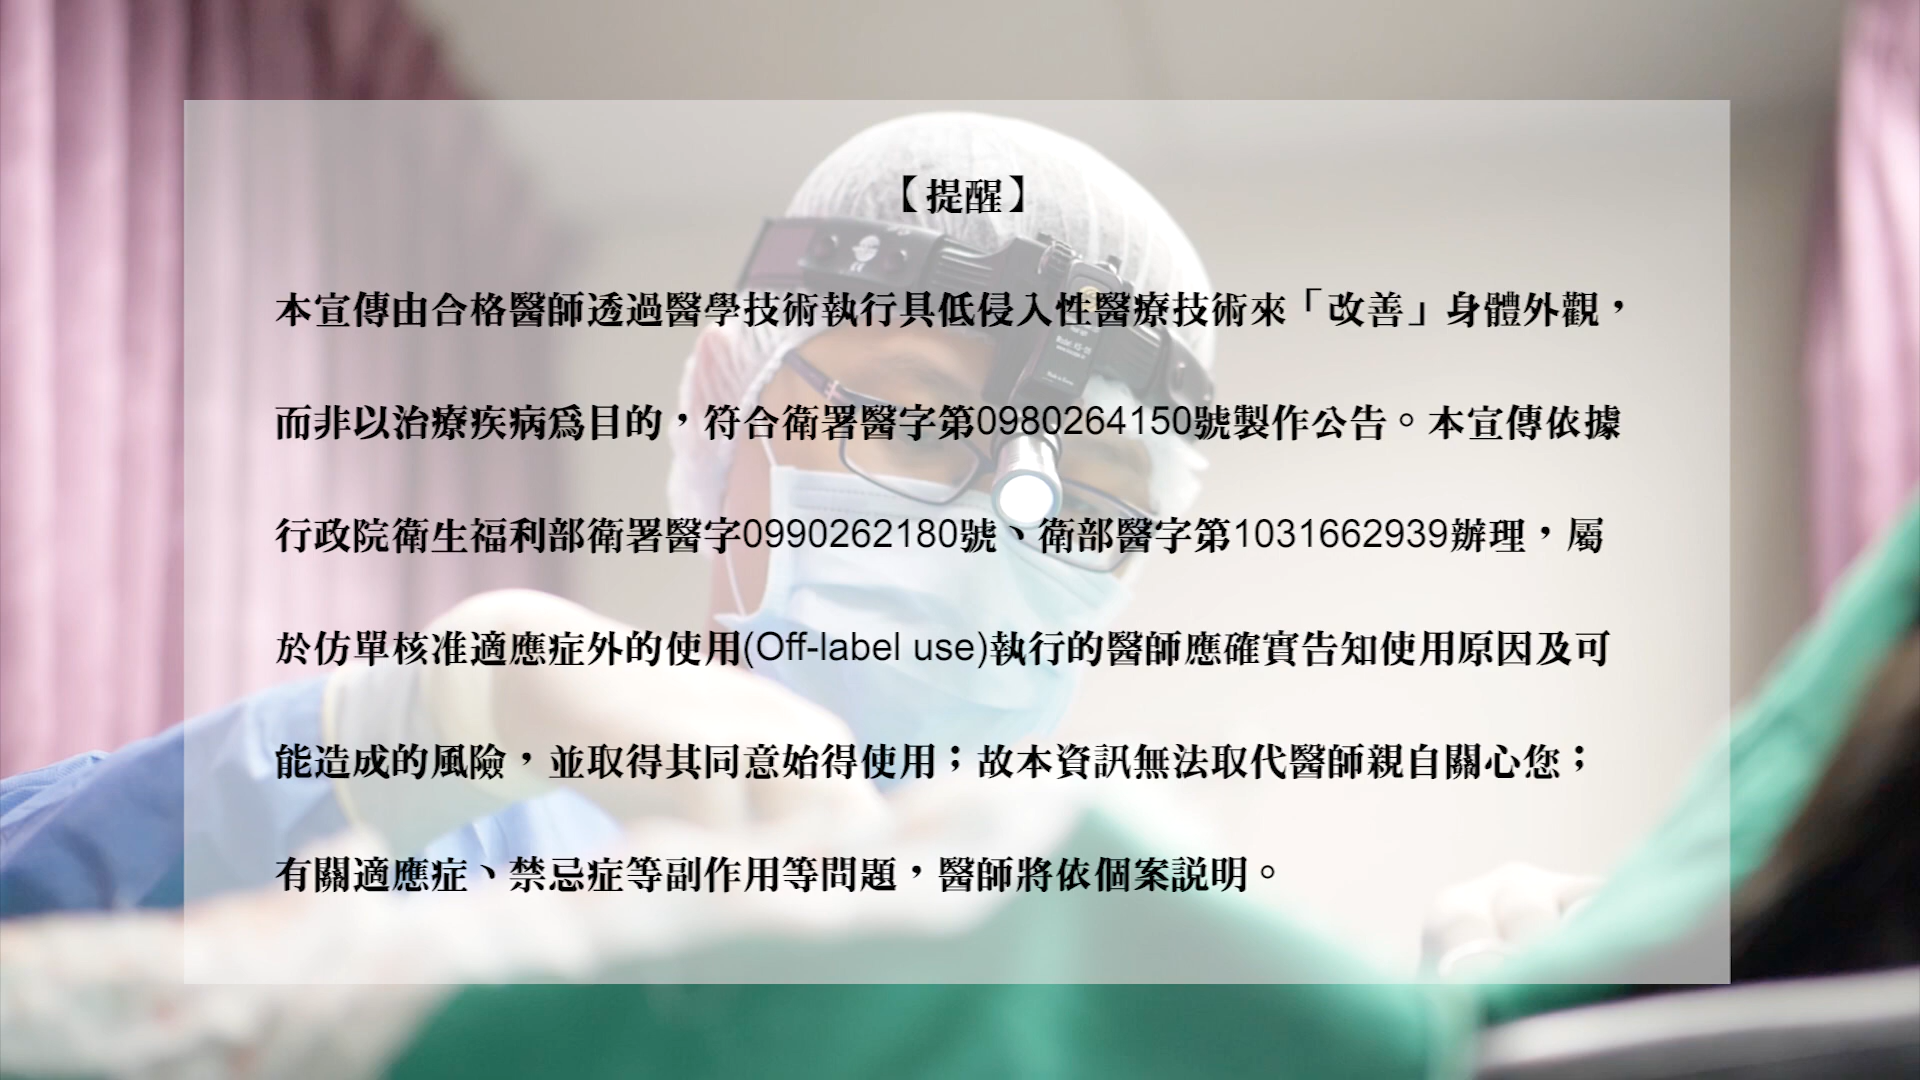 【提醒】
本宣傳由合格醫師透過醫學技術執行具低侵入性醫療技術來「改善」身體外觀，
而非以治療疾病為目的，符合衛署醫字第0980264150號製作公告。本宣傳依據
行政院衛生福利部衛署醫字0990262180號、衛部醫字第1031662939辦理，屬
於仿單核准適應症外的使用(Off-label use)執行的醫師應確實告知使用原因及可
能造成的風險，並取得其同意始得使用；故本資訊無法取代醫師親自關心您；
有關適應症、禁忌症等副作用等問題，醫師將依個案説明。